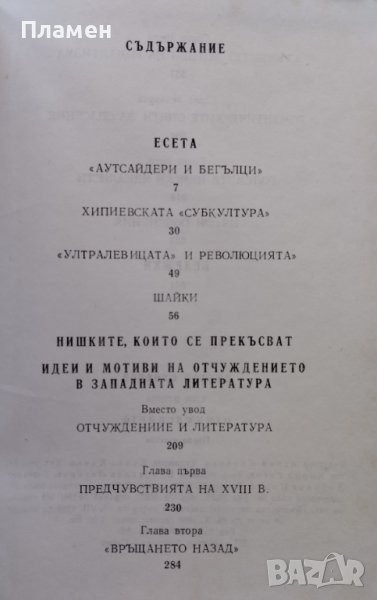 Пламен
СЪДЪРЖАНИЕ
ЕСЕТА
«АУТСАЙДЕРИ И БЕГЪЛЦИ»
7
ХИПИЕВСКАТА «СУБКУЛТУРА»
30
«УЛТРАЛЕВИЦАТА» И РЕВОЛЮЦИЯТА»
49
ШАЙКИ
56
НИШКИТЕ, КОИТО СЕ ПРЕКЪСВАТ
ИДЕИ И МОТИВИ НА ОТЧУЖДЕНИЕТО
В ЗАПАДНАТА ЛИТЕРАТУРА
Вместо увод
ОТЧУЖДЕНИИЕ И ЛИТЕРАТУРА
209
Глава първа
ПРЕДЧУВСТВИЯТА НА XVIII В.
230
Глава втора
«ВРЪЩАНЕТО НАЗАД»
284
BAZAR